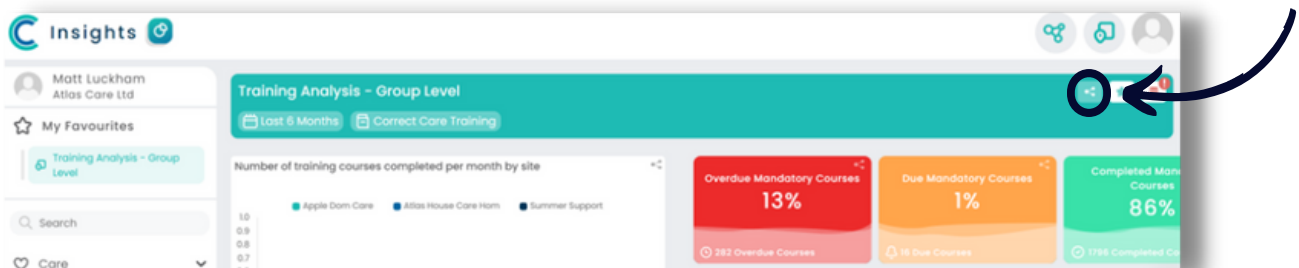 Insights
Matt Luckham
Atlas Care Ltd
My Favourites
Training Analysis - Group
Level
Search
Care
Training Analysis - Group Level
Last 6 Months
Correct Care Training
Number of training courses completed per month by site
Apple Dom Care
Atlas House Care Hom
Summer Support
1.0
0.9
0.8
0.7
Overdue Mandatory Courses
13%
282 Overdue Courses
Due Mandatory Courses
1%
16 Due Courses
Completed Man
Courses
86%
1796 Completed Co